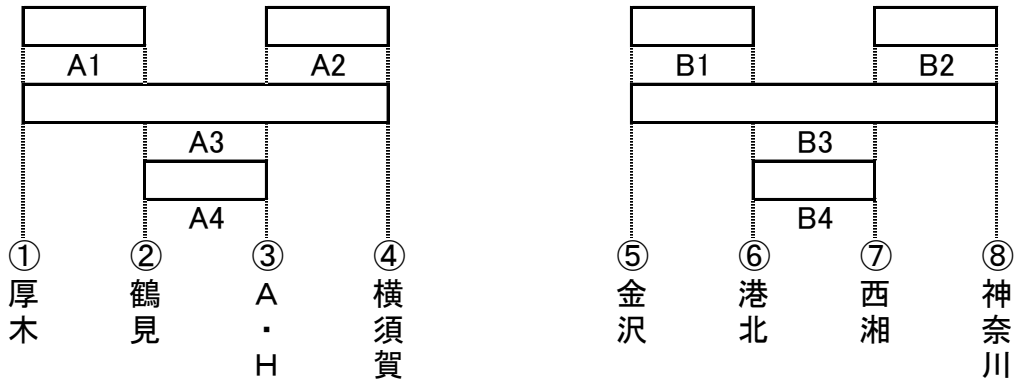 A1
A2
B1
B2
A3
B3
A4
B4
①
②
③
④
⑤
⑥
⑦
⑧
厚木
鶴見
A・H
横須賀
金沢
港北
西湘
神奈川